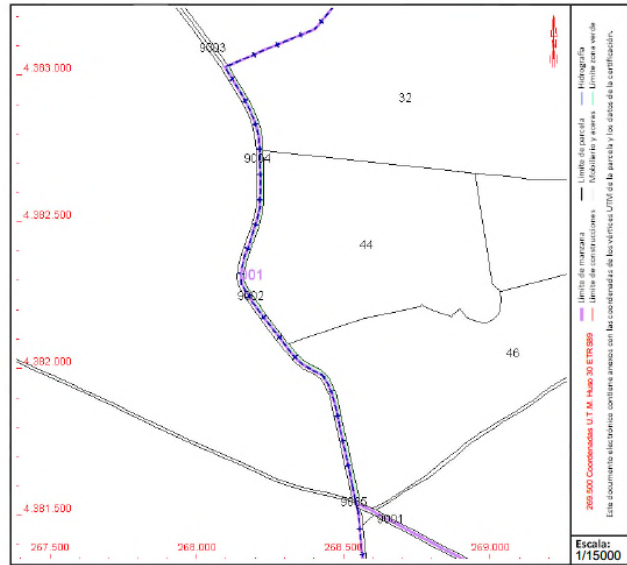 9003
4.383.000
32
9004
4.382.500
44
901
9002
4.382.000
46
9005
4.381.500
9001
267.500
268.000
268.500
269.000
Límite de manzana
Límite de parcela
Hidrografía
Límite de construcciones
Mobiliario y aceras
Límite zona verde
269.500 Coordenadas U.T.M. Huso 30 ETRS89
Este documento electrónico contiene anexos con las coordenadas de los vértices UTM de la parcela y los datos de la certificación.
Escala:
1/15000